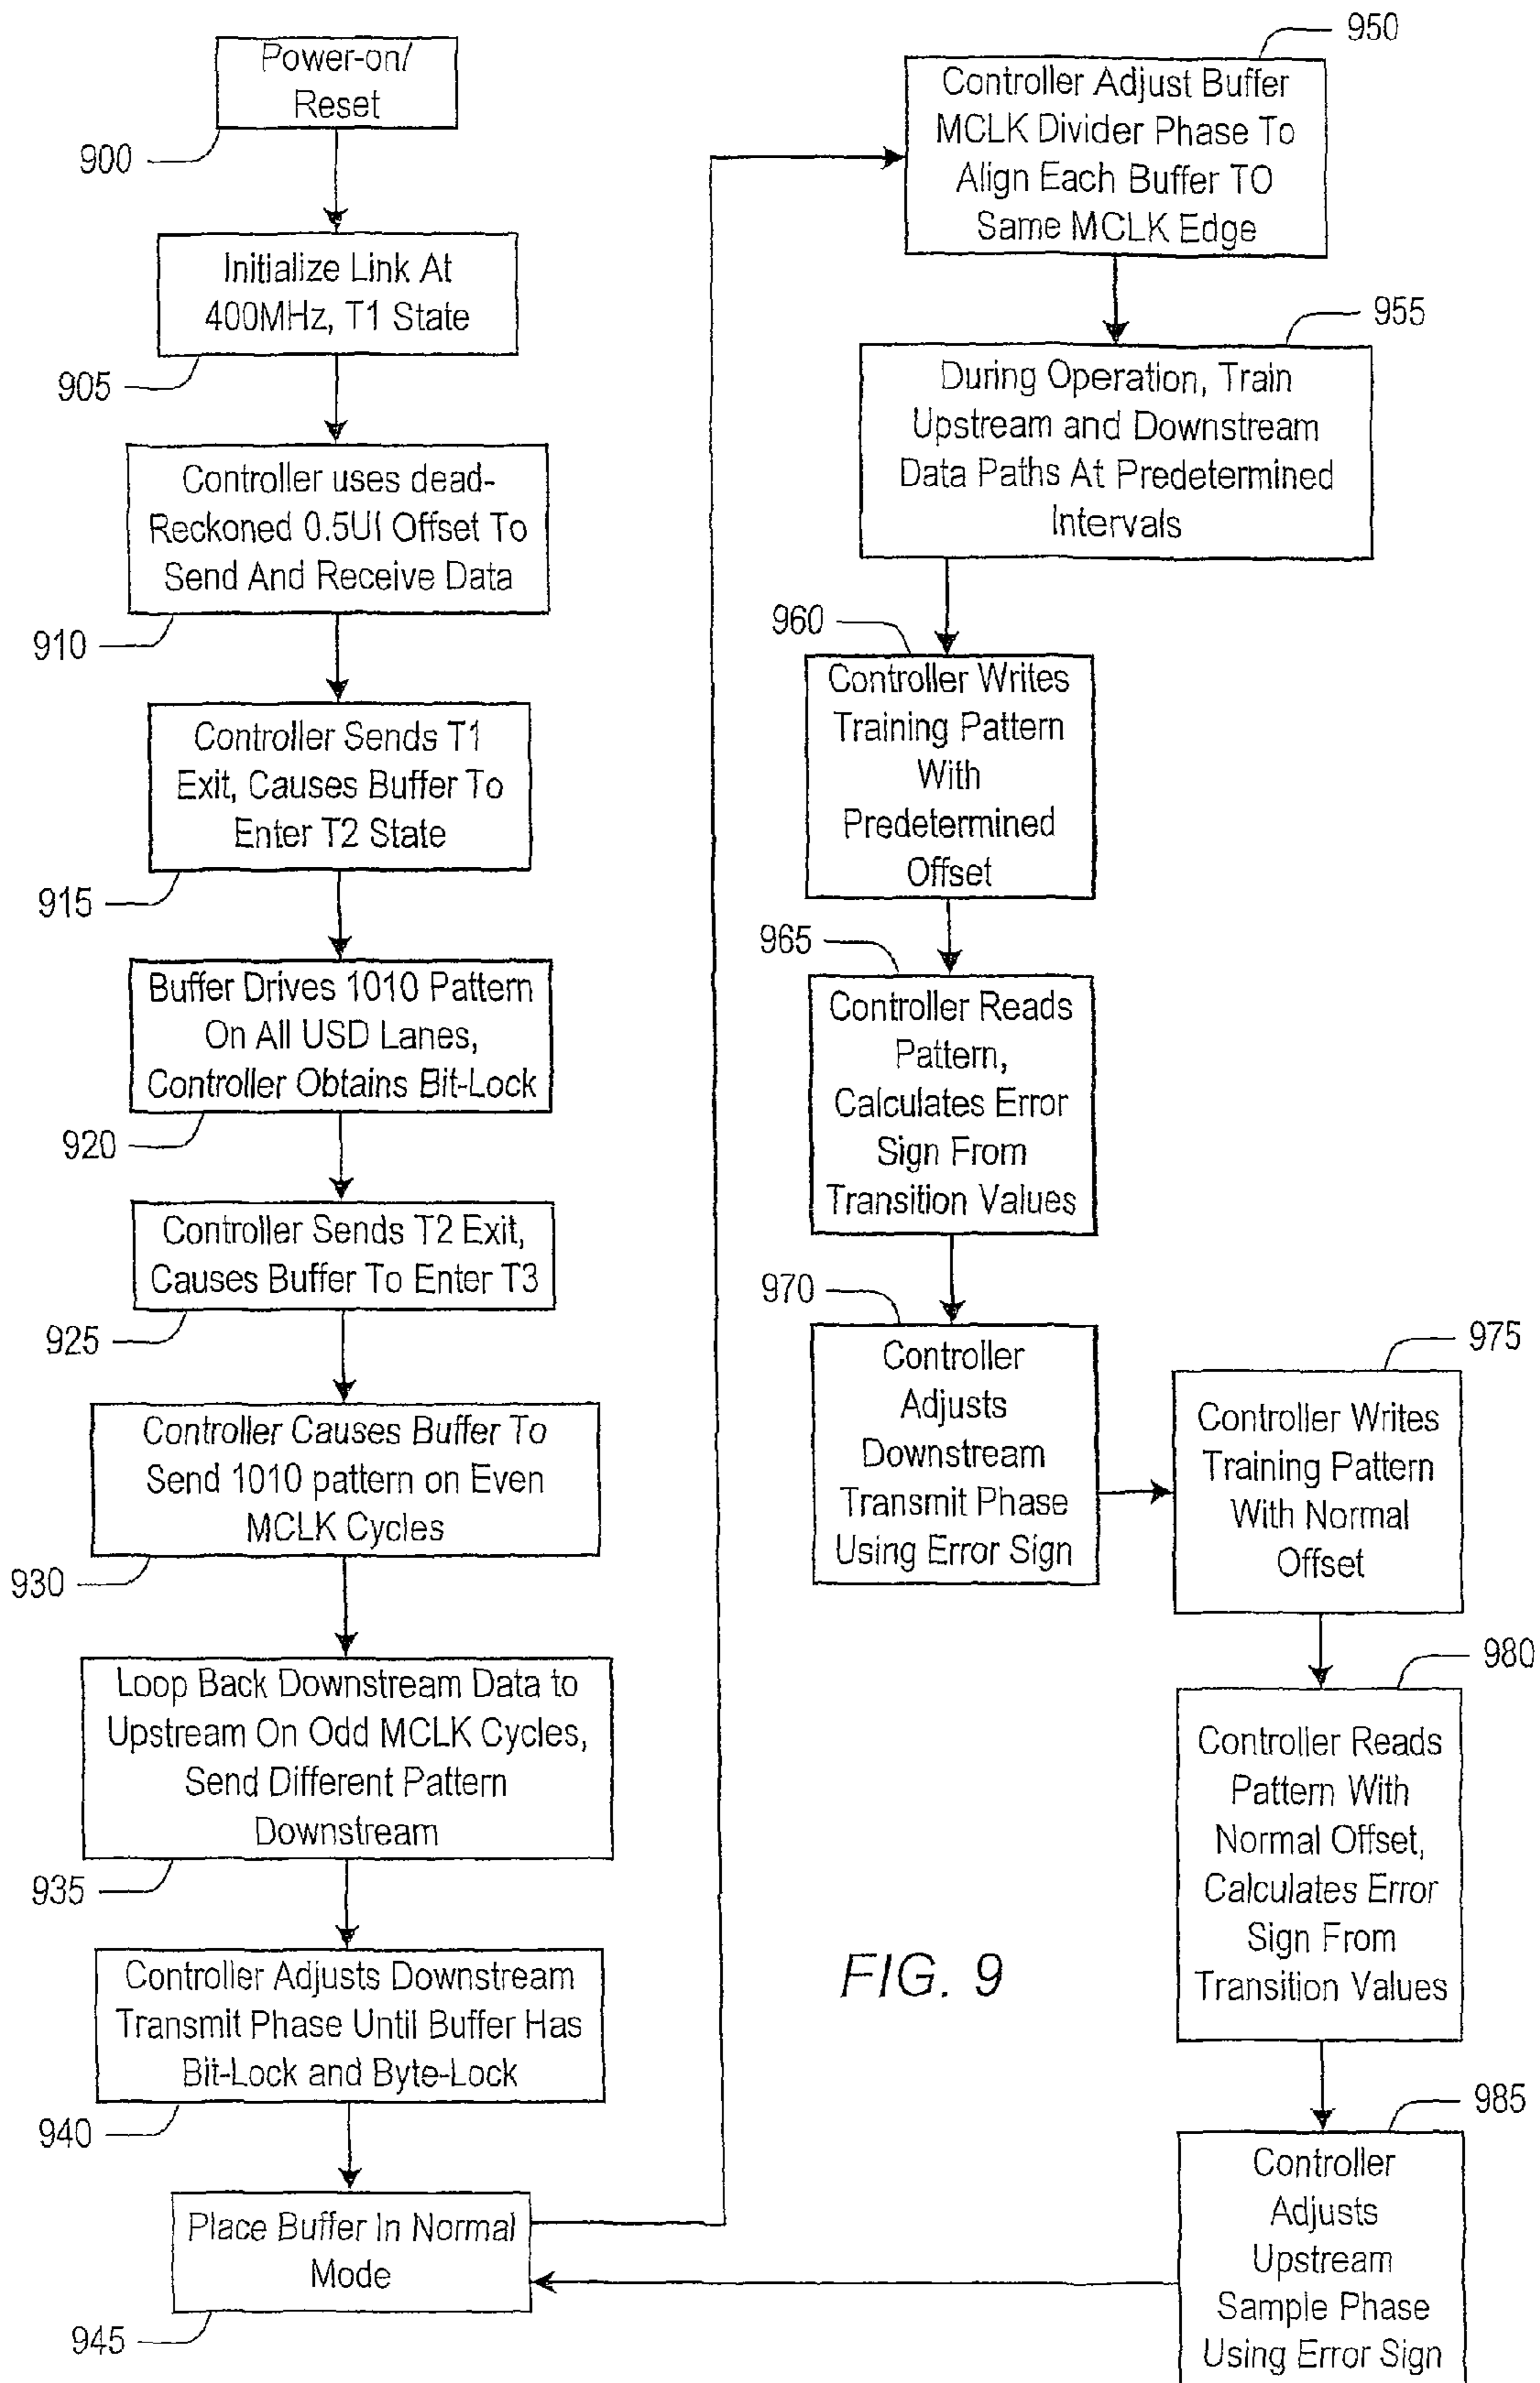 Power-on/
Reset
900
Initialize Link At
400MHz, T1 State
905
Controller uses dead-
Reckoned 0.5UI Offset To
Send And Receive Data
910
Controller Sends T1
Exit, Causes Buffer To
Enter T2 State
915
Buffer Drives 1010 Pattern
On All USD Lanes,
Controller Obtains Bit-Lock
920
Controller Sends T2 Exit,
Causes Buffer To Enter T3
925
Controller Causes Buffer To
Send 1010 pattern on Even
MCLK Cycles
930
Loop Back Downstream Data to
Upstream On Odd MCLK Cycles,
Send Different Pattern
Downstream
935
Controller Adjusts Downstream
Transmit Phase Until Buffer Has
Bit-Lock and Byte-Lock
940
Place Buffer In Normal
Mode
945
950
Controller Adjust Buffer
MCLK Divider Phase To
Align Each Buffer TO
Same MCLK Edge
955
During Operation, Train
Upstream and Downstream
Data Paths At Predetermined
Intervals
960
Controller Writes
Training Pattern
With
Predetermined
Offset
965
Controller Reads
Pattern,
Calculates Error
Sign From
Transition Values
970
Controller
Adjusts
Downstream
Transmit Phase
Using Error Sign
975
Controller Writes
Training Pattern
With Normal
Offset
980
Controller Reads
Pattern With
Normal Offset,
Calculates Error
Sign From
Transition Values
985
Controller
Adjusts
Upstream
Sample Phase
Using Error Sign
FIG. 9